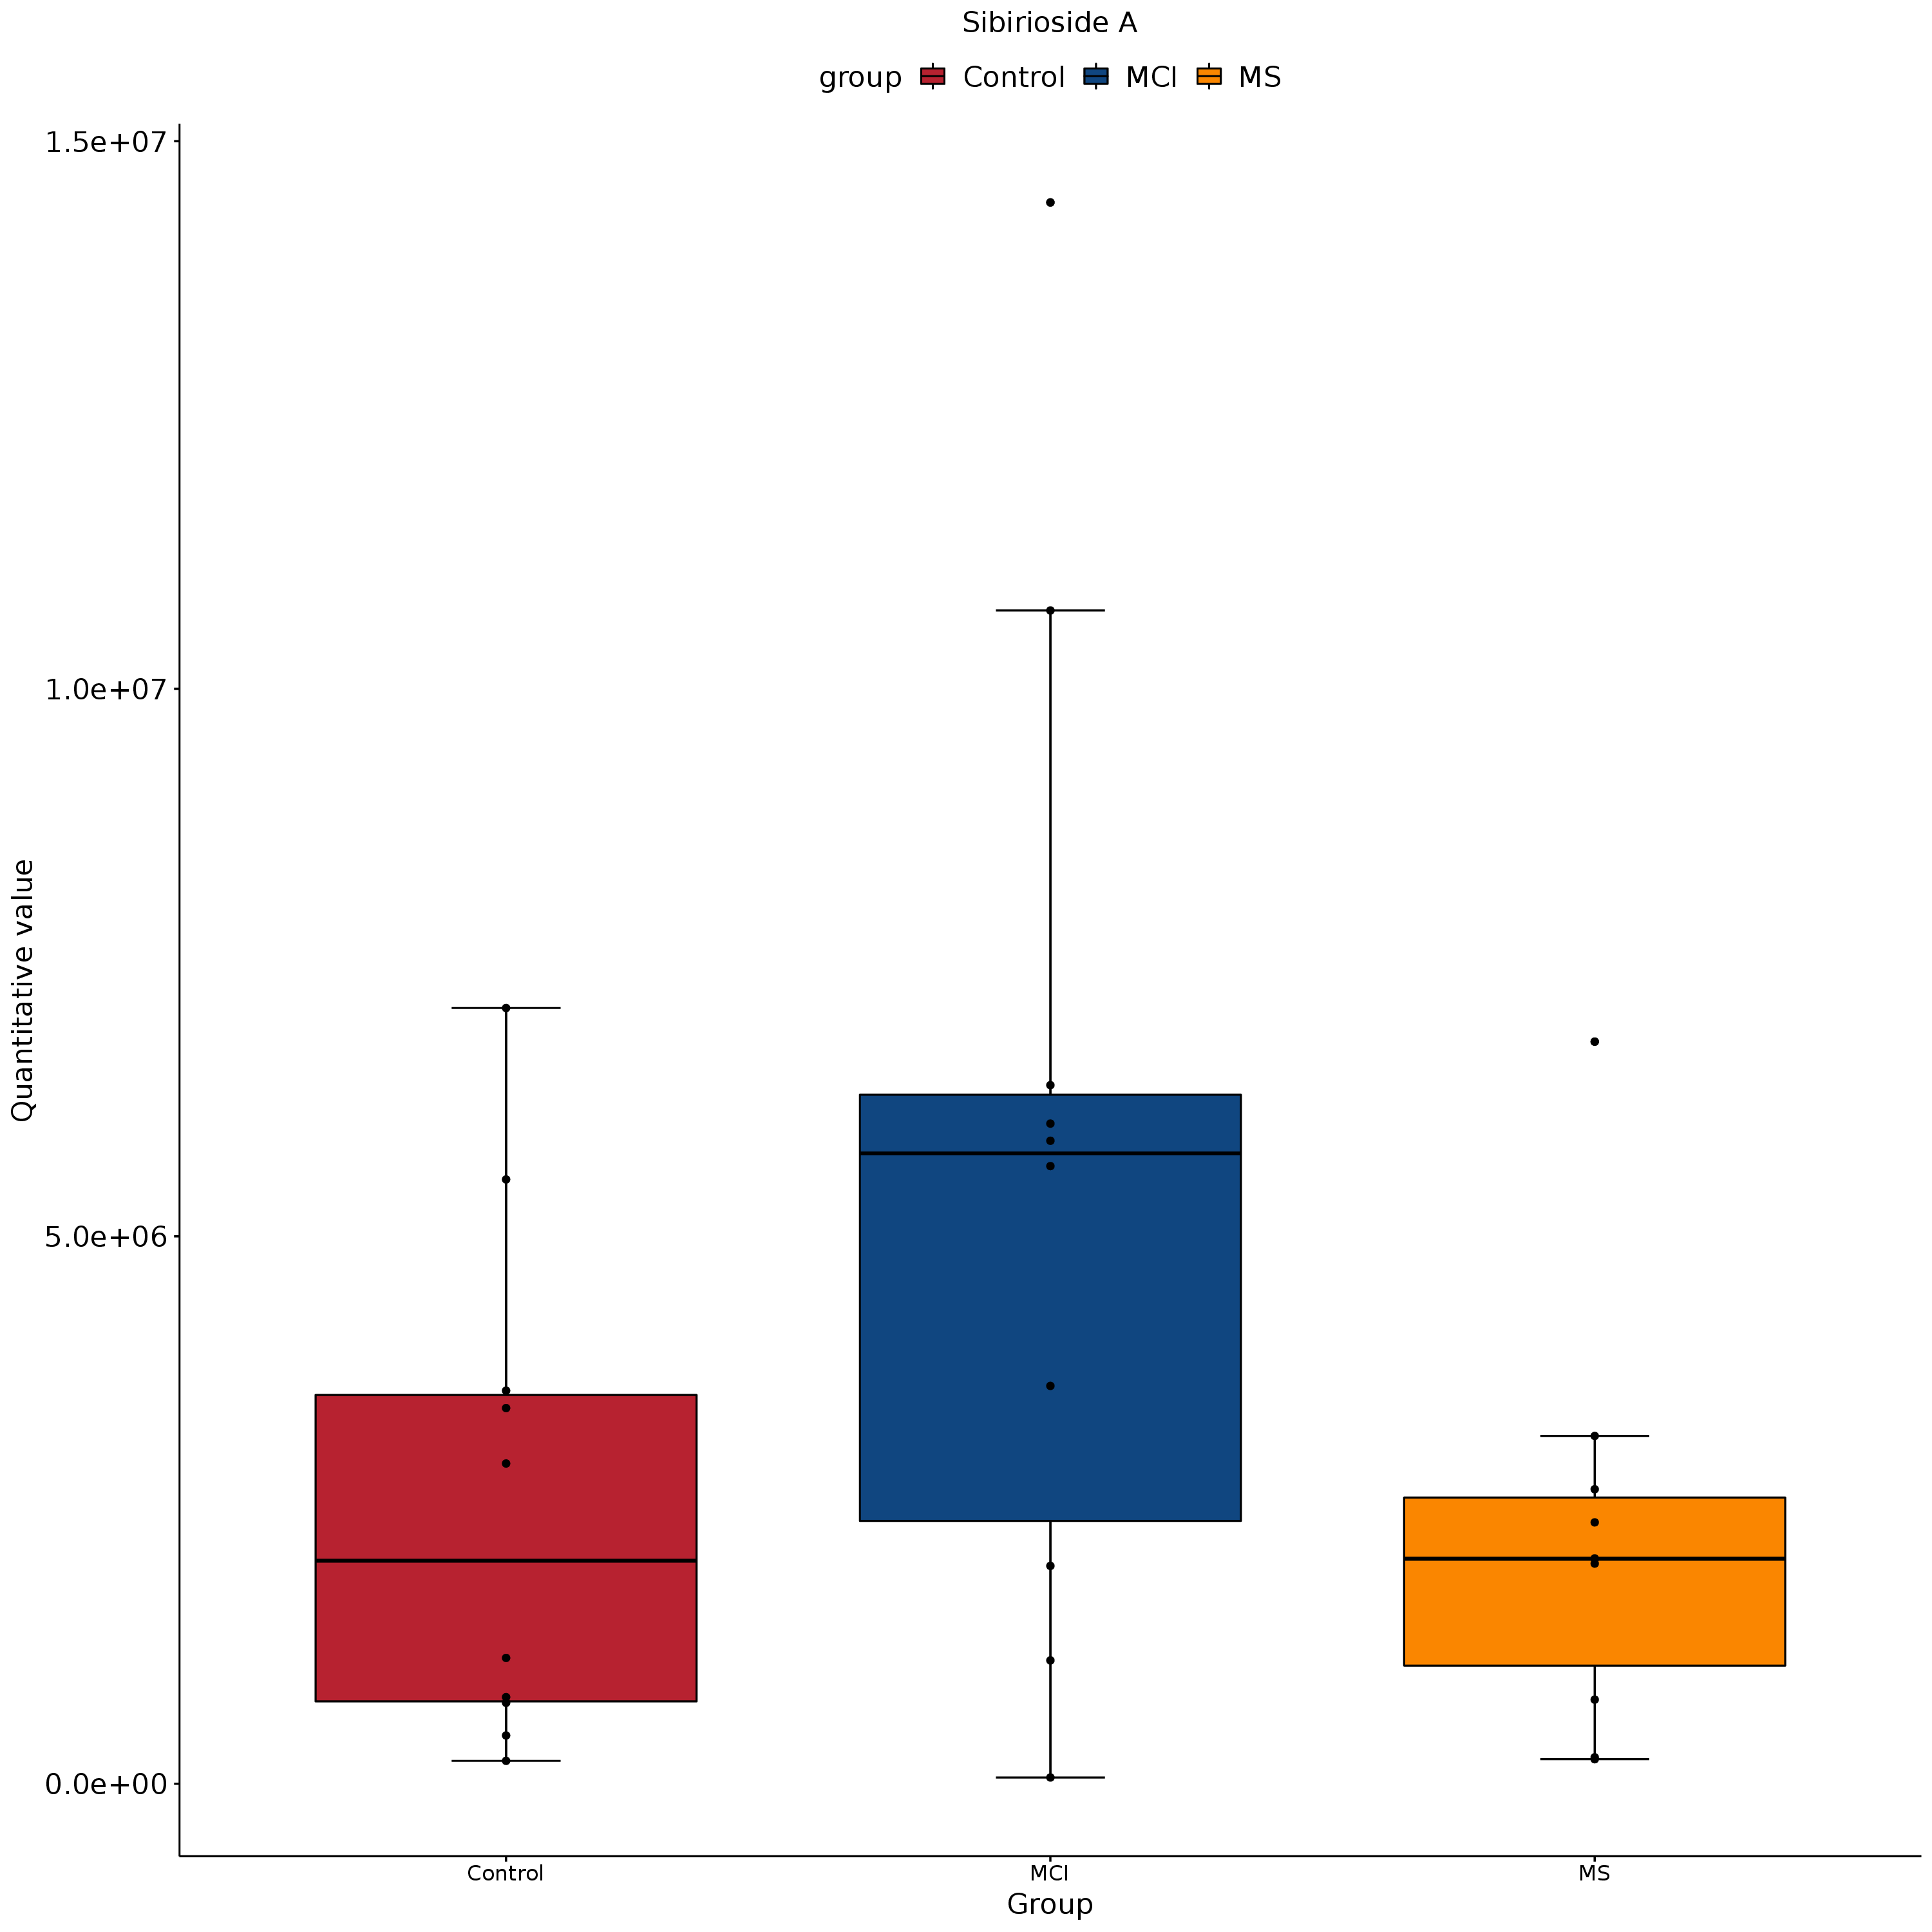 Sibirioside A
group Control MCI MS
1.5e+07
1.0e+07
5.0e+06
0.0e+00
Quantitative value
Control MCI MS
Group